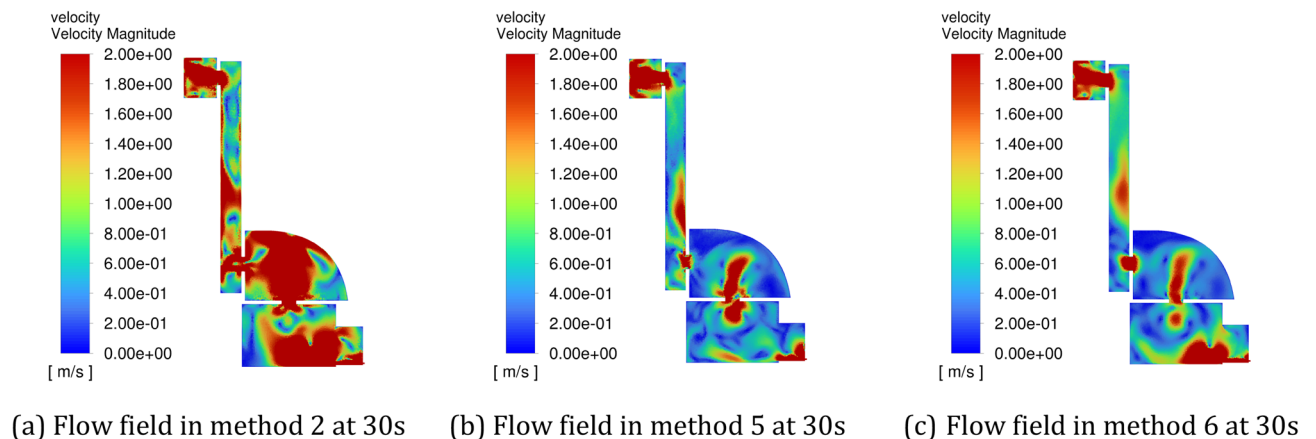 velocity
Velocity Magnitude
2.00e+00
1.80e+00
1.60e+00
1.40e+00
1.20e+00
1.00e+00
8.00e-01
6.00e-01
4.00e-01
2.00e-01
0.00e+00
[ m/s ]
(a) Flow field in method 2 at 30s
velocity
Velocity Magnitude
2.00e+00
1.80e+00
1.60e+00
1.40e+00
1.20e+00
1.00e+00
8.00e-01
6.00e-01
4.00e-01
2.00e-01
0.00e+00
[ m/s ]
(b) Flow field in method 5 at 30s
velocity
Velocity Magnitude
2.00e+00
1.80e+00
1.60e+00
1.40e+00
1.20e+00
1.00e+00
8.00e-01
6.00e-01
4.00e-01
2.00e-01
0.00e+00
[ m/s ]
(c) Flow field in method 6 at 30s